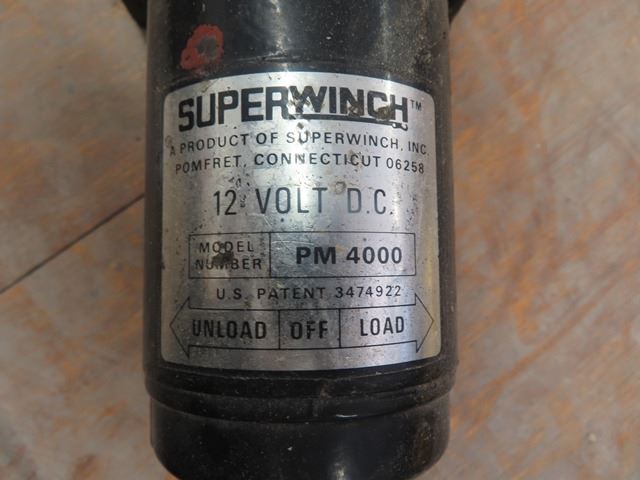 SUPERWINCH™
A PRODUCT OF SUPERWINCH, INC.
POMFRET, CONNECTICUT 06258
12 VOLT D.C.
MODEL NUMBER PM 4000
U.S. PATENT 3474922
UNLOAD OFF LOAD